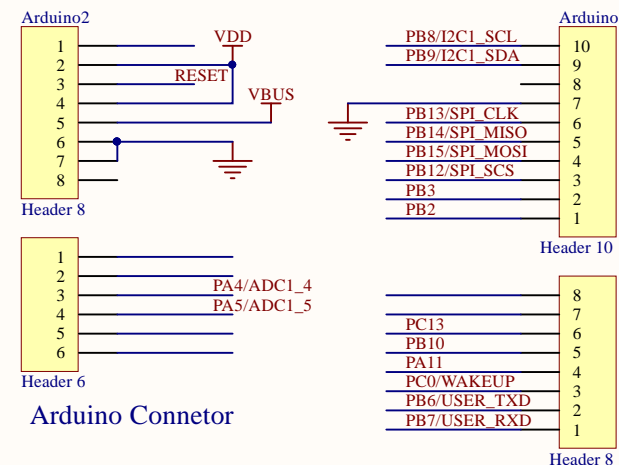 Arduino2
1
VDD
2
RESET
3
4
VBUS
5
6
7
8
Header 8
1
2
PA4/ADC1_4
3
PA5/ADC1_5
4
5
6
Header 6
Arduino Connetor
Arduino
PB8/I2C1_SCL 10
PB9/I2C1_SDA 9
8
7
PB13/SPI_CLK 6
PB14/SPI_MISO 5
PB15/SPI_MOSI 4
PB12/SPI_SCS 3
PB3 2
PB2 1
Header 10
8
7
PC13 6
PB10 5
PA11 4
PC0/WAKEUP 3
PB6/USER_TXD 2
PB7/USER_RXD 1
Header 8